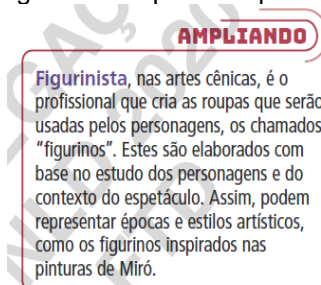 AMPLIANDO
Figurinista, nas artes cênicas, é o
profissional que cria as roupas que serão
usadas pelos personagens, os chamados
"figurinos". Estes são elaborados com
base no estudo dos personagens e do
contexto do espetáculo. Assim, podem
representar épocas e estilos artísticos,
como os figurinos inspirados nas
pinturas de Miró.